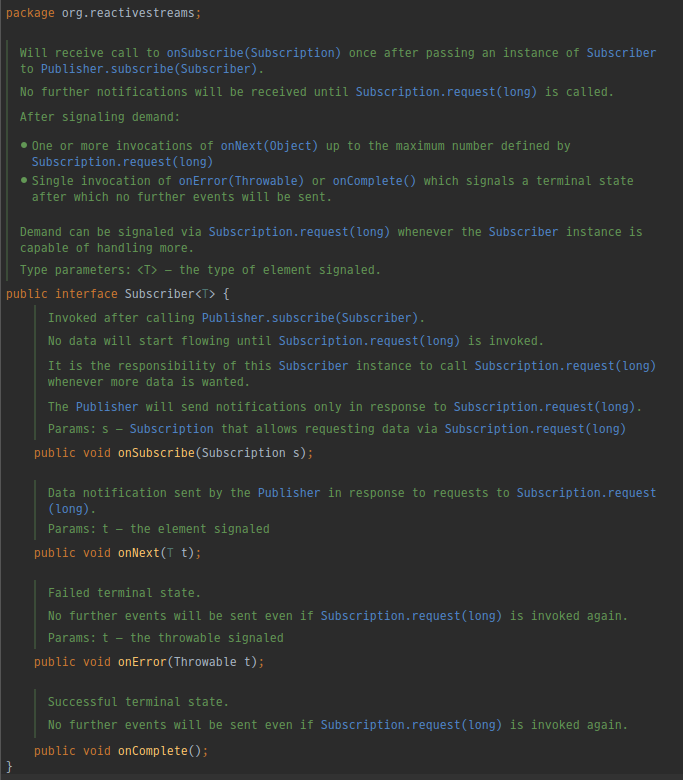 package org.reactivestreams;
Will receive call to onSubscribe(Subscription) once after passing an instance of Subscriber
to Publisher.subscribe(Subscriber).
No further notifications will be received until Subscription.request(long) is called.
After signaling demand:
• One or more invocations of onNext(Object) up to the maximum number defined by
Subscription.request(long)
• Single invocation of onError(Throwable) or onComplete() which signals a terminal state
after which no further events will be sent.
Demand can be signaled via Subscription.request(long) whenever the Subscriber instance is
capable of handling more.
Type parameters: <T> – the type of element signaled.
public interface Subscriber<T> {
Invoked after calling Publisher.subscribe(Subscriber).
No data will start flowing until Subscription.request(long) is invoked.
It is the responsibility of this Subscriber instance to call Subscription.request(long)
whenever more data is wanted.
The Publisher will send notifications only in response to Subscription.request(long).
Params: s – Subscription that allows requesting data via Subscription.request(long)
public void onSubscribe(Subscription s);
Data notification sent by the Publisher in response to requests to Subscription.request
(long).
Params: t – the element signaled
public void onNext(T t);
Failed terminal state.
No further events will be sent even if Subscription.request(long) is invoked again.
Params: t – the throwable signaled
public void onError(Throwable t);
Successful terminal state.
No further events will be sent even if Subscription.request(long) is invoked again.
public void onComplete();
}